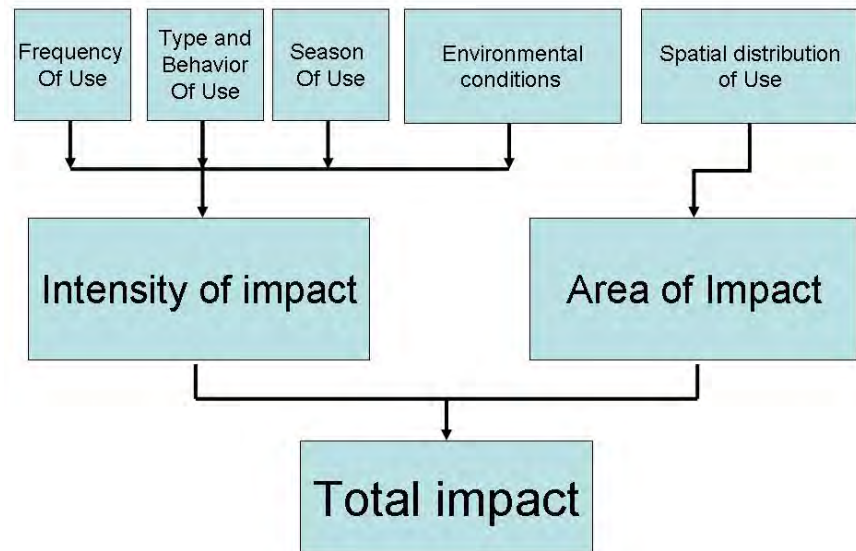 Frequency
Of Use
Type and
Behavior
Of Use
Season
Of Use
Environmental
conditions
Spatial distribution
of Use
Intensity of impact
Area of Impact
Total impact